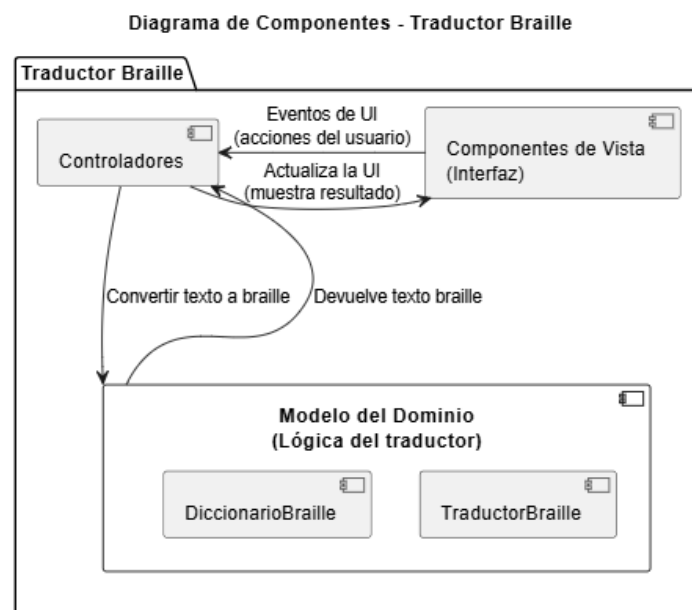 Diagrama de Componentes - Traductor Braille
Traductor Braille
Eventos de UI
(acciones del usuario)
Controladores
Componentes de Vista
(Interfaz)
Actualiza la UI
(muestra resultado)
Convertir texto a braille
Devuelve texto braille
Modelo del Dominio
(Lógica del traductor)
DiccionarioBraille
TraductorBraille